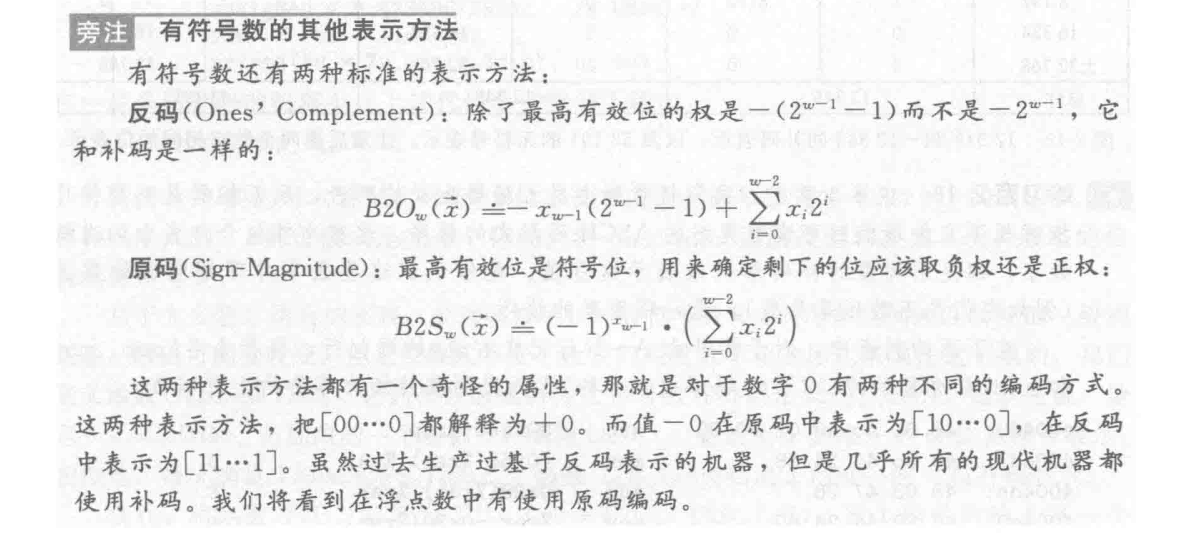 旁注 有符号数的其他表示方法
有符号数还有两种标准的表示方法:
反码(Ones’ Complement):除了最高有效位的权是-(2^{w-1}-1)而不是-2^{w-1},它
和补码是一样的:
B2O_w(\vec{x}) ≐ -x_{w-1}(2^{w-1}-1) + \sum_{i=0}^{w-2} x_i 2^i
原码(Sign-Magnitude):最高有效位是符号位,用来确定剩下的位应该取负权还是正权:
B2S_w(\vec{x}) ≐ (-1)^{x_{w-1}} · (\sum_{i=0}^{w-2} x_i 2^i)
这两种表示方法都有一个奇怪的属性,那就是对于数字0有两种不同的编码方式。
这两种表示方法,把[00…0]都解释为+0。而值-0在原码中表示为[10…0],在反码
中表示为[11…1]。虽然过去生产过基于反码表示的机器,但是几乎所有的现代机器都
使用补码。我们将看到在浮点数中有使用原码编码。